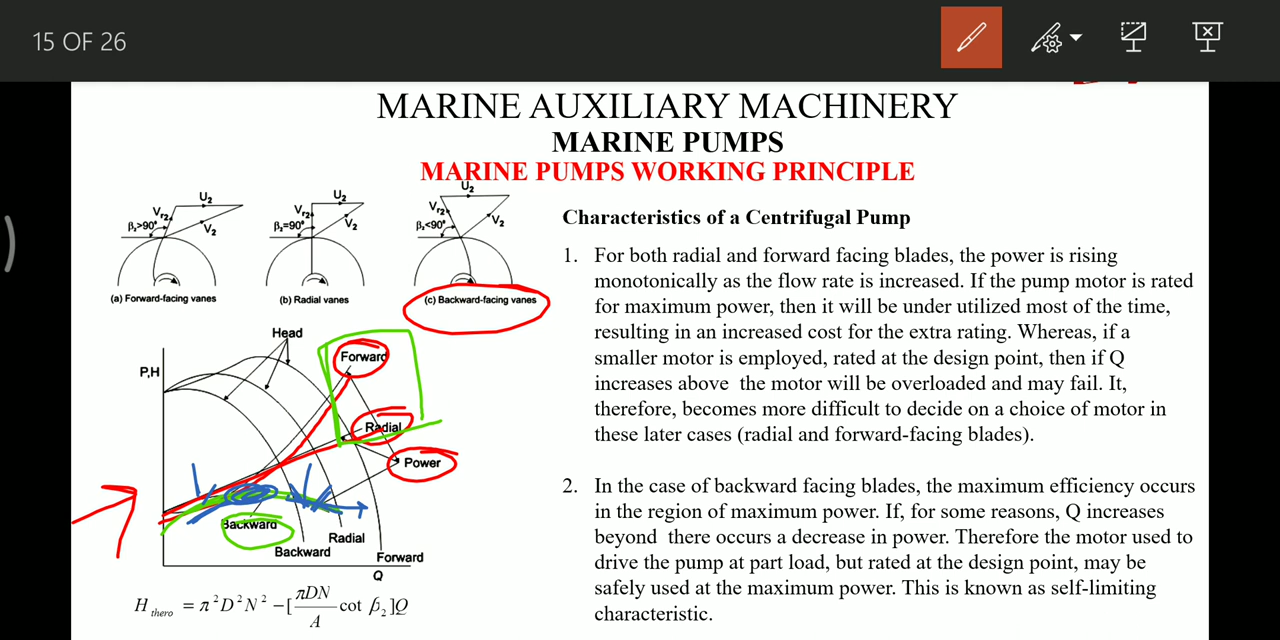 15 OF 26
MARINE AUXILIARY MACHINERY
MARINE PUMPS
MARINE PUMPS WORKING PRINCIPLE
U₂
Vr₂
β₂>90°
V₂
(a) Forward-facing vanes
U₂
Vr₂
β₂=90°
V₂
(b) Radial vanes
U₂
Vr₂
β₂<90°
V₂
(c) Backward-facing vanes
P,H
Head
Forward
Radial
Power
Backward
Backward
Radial
Forward
Q
H thero = π²D²N² −[πDN/A cot β₂]Q
Characteristics of a Centrifugal Pump
1. For both radial and forward facing blades, the power is rising
monotonically as the flow rate is increased. If the pump motor is rated
for maximum power, then it will be under utilized most of the time,
resulting in an increased cost for the extra rating. Whereas, if a
smaller motor is employed, rated at the design point, then if Q
increases above the motor will be overloaded and may fail. It,
therefore, becomes more difficult to decide on a choice of motor in
these later cases (radial and forward-facing blades).
2. In the case of backward facing blades, the maximum efficiency occurs
in the region of maximum power. If, for some reasons, Q increases
beyond there occurs a decrease in power. Therefore the motor used to
drive the pump at part load, but rated at the design point, may be
safely used at the maximum power. This is known as self-limiting
characteristic.